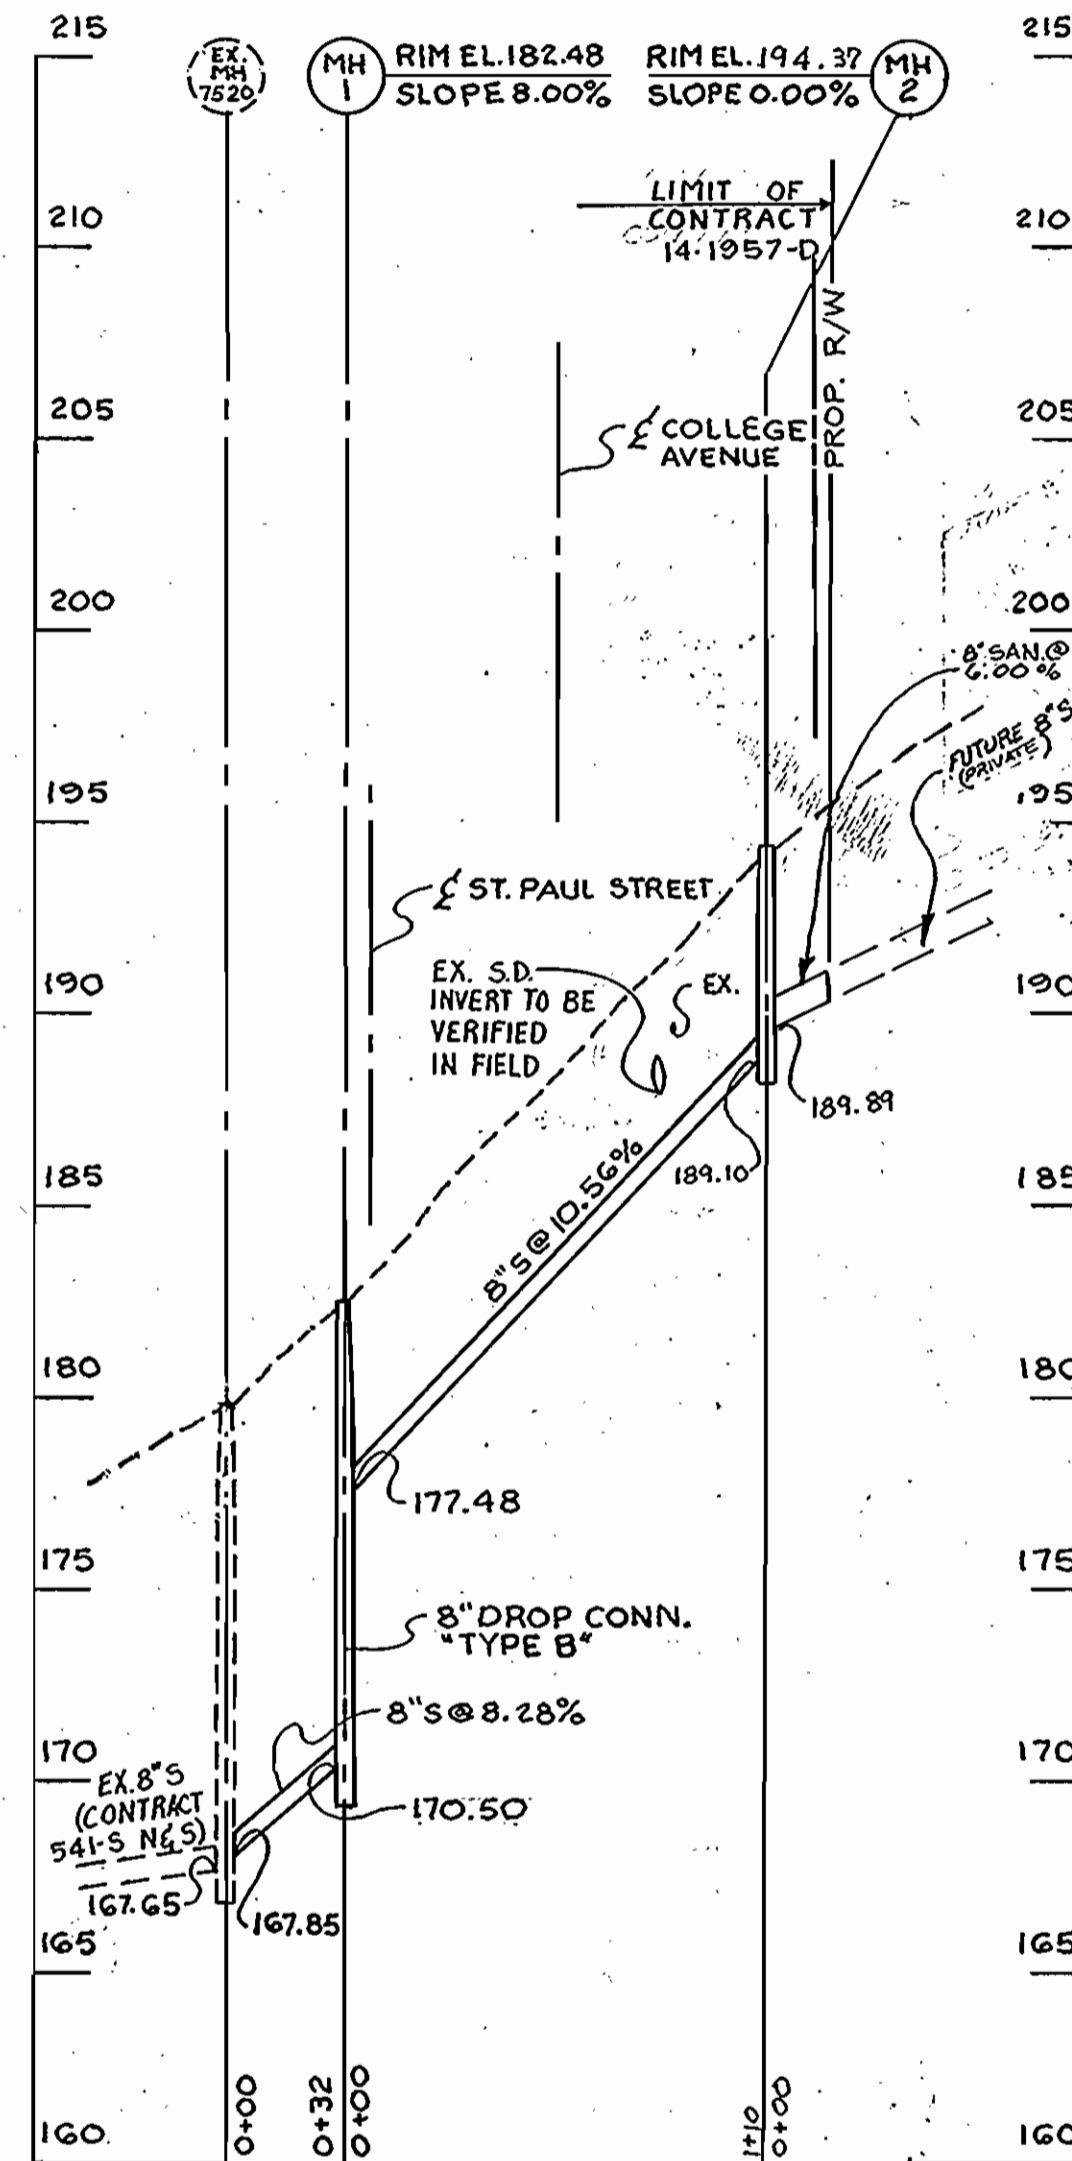 215
215
EX.
MH
7520
MH
1
RIM EL.182.48
SLOPE 8.00%
RIM EL.194.37
SLOPE 0.00%
MH
2
LIMIT OF
CONTRACT
14.1957-D
210
210
PROP. R/W
205
205
℄ COLLEGE
AVENUE
200
200
8"SAN.@
6.00%
FUTURE 8"S
(PRIVATE)
195
195
℄ ST. PAUL STREET
EX. S.D.
INVERT TO BE
VERIFIED
IN FIELD
EX.
190
190
189.89
189.10
185
185
8"S@10.56%
180
180
177.48
175
175
8"DROP CONN.
"TYPE B"
8"S@8.28%
170
170
EX.8"S
(CONTRACT
541-S N&S)
170.50
167.65
167.85
165
165
0+00
0+32
0+00
1+10
0+00
160
160